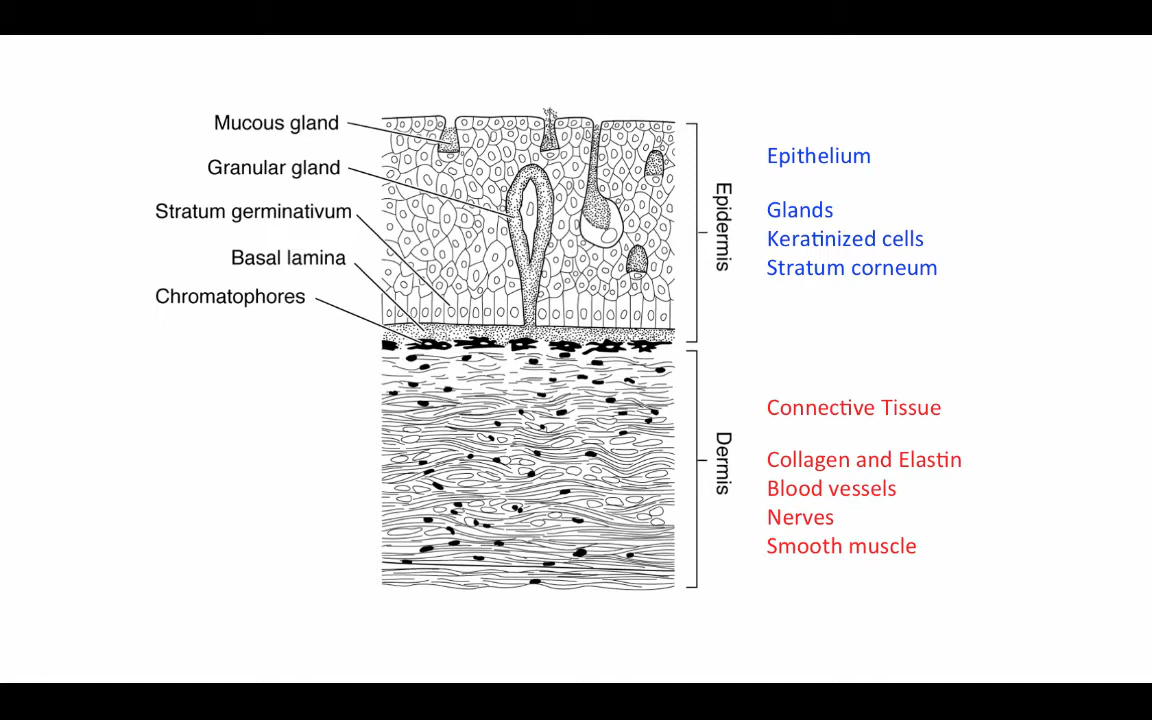 Mucous gland
Granular gland
Stratum germinativum
Basal lamina
Chromatophores
Epidermis
Dermis
Epithelium
Glands
Keratinized cells
Stratum corneum
Connective Tissue
Collagen and Elastin
Blood vessels
Nerves
Smooth muscle